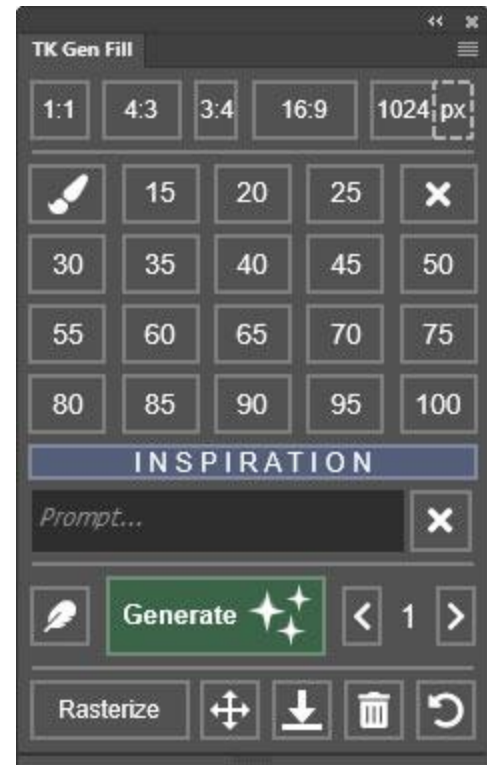 TK Gen Fill
1:1 4:3 3:4 16:9 1024 px
15 20 25
30 35 40 45 50
55 60 65 70 75
80 85 90 95 100
INSPIRATION
Prompt...
Generate 1
Rasterize